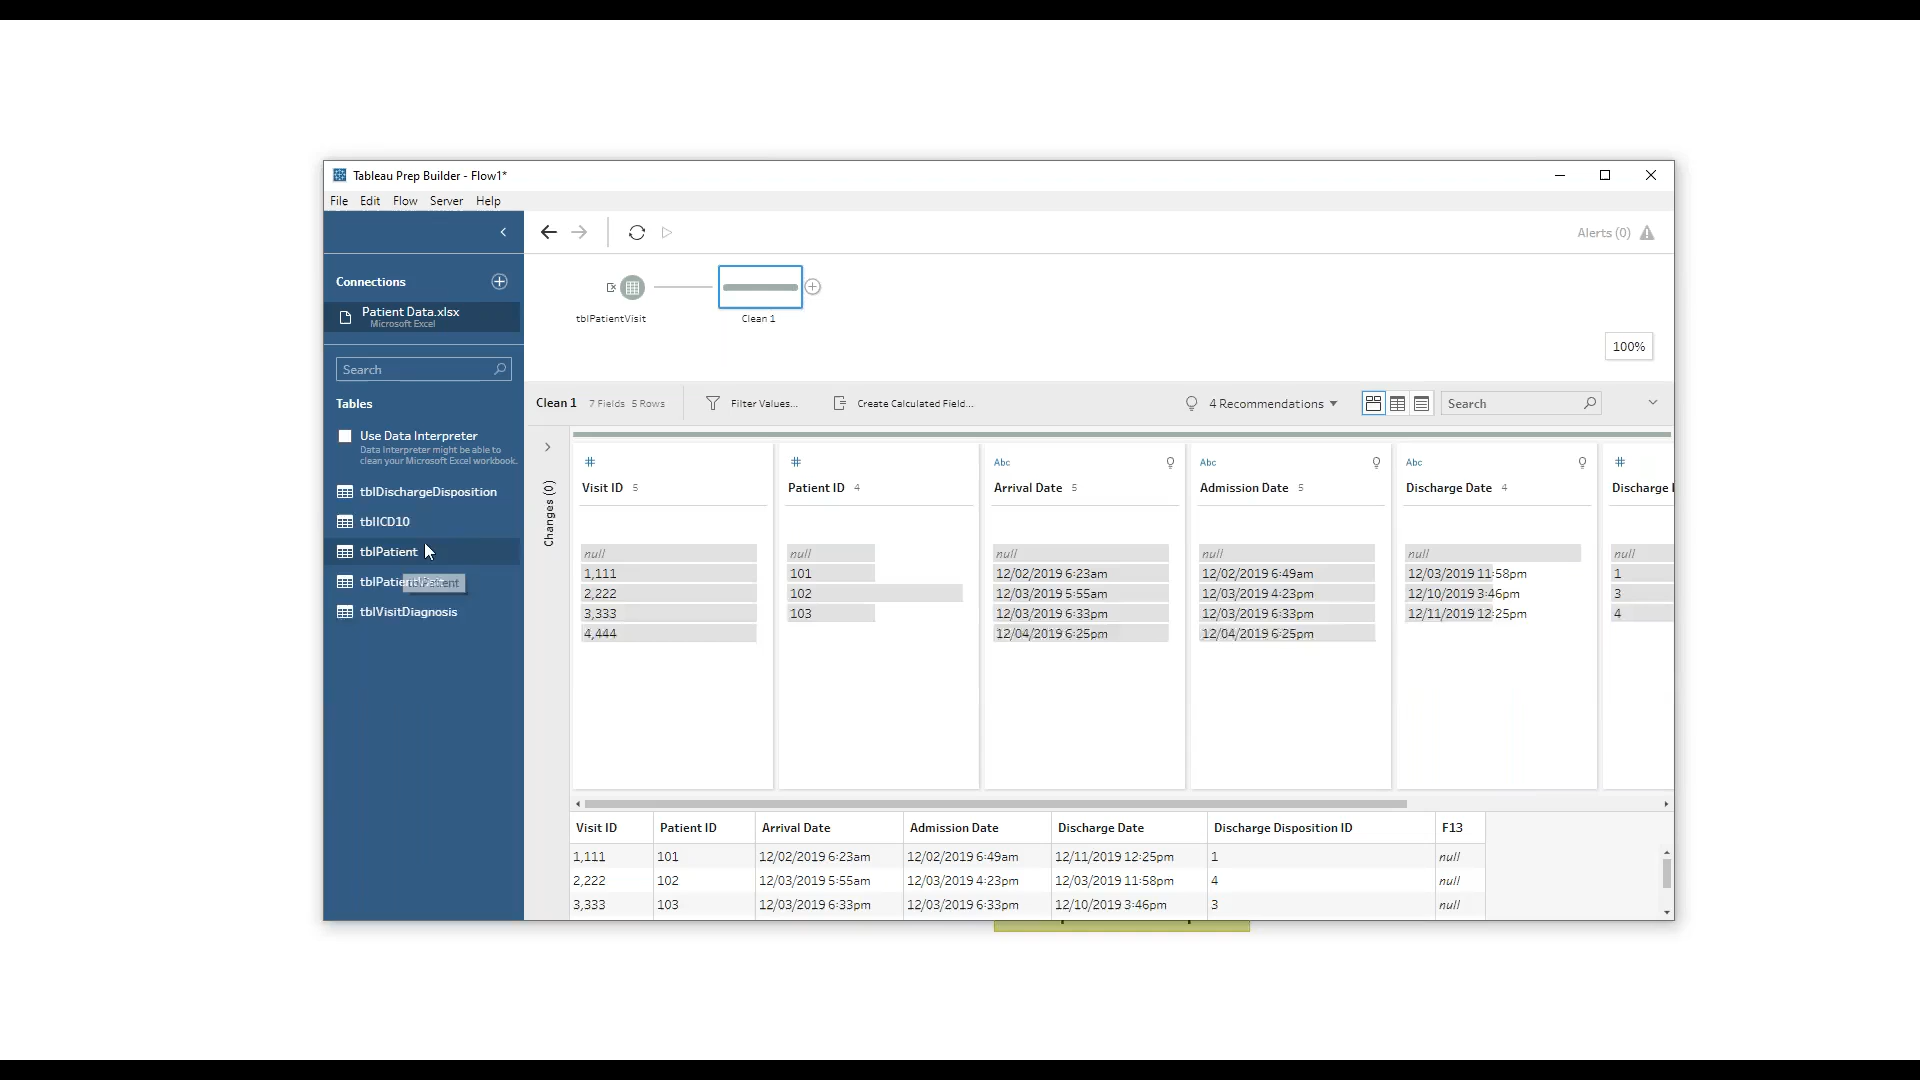 Tableau Prep Builder - Flow1*
File Edit Flow Server Help
Alerts (0)
Connections
Patient Data.xlsx
Microsoft Excel
tblPatientVisit
Clean 1
100%
Search
Tables
Clean 1 7 Fields 5 Rows Filter Values... Create Calculated Field... 4 Recommendations Search
Use Data Interpreter
Data Interpreter might be able to
clean your Microsoft Excel workbook.
tblDischargeDisposition
tblICD10
tblPatient
tblVisitDiagnosis
Changes (0)
# # Abc Abc Abc #
Visit ID 5 Patient ID 4 Arrival Date 5 Admission Date 5 Discharge Date 4 Discharge
null null null null null null
1,111 101 12/02/2019 6:23am 12/02/2019 6:49am 12/03/2019 11:58pm 1
2,222 102 12/03/2019 5:55am 12/03/2019 4:23pm 12/10/2019 3:46pm 3
3,333 103 12/03/2019 6:33pm 12/03/2019 6:33pm 12/11/2019 12:25pm 4
4,444 12/04/2019 6:25pm 12/04/2019 6:25pm
Visit ID Patient ID Arrival Date Admission Date Discharge Date Discharge Disposition ID F13
1,111 101 12/02/2019 6:23am 12/02/2019 6:49am 12/11/2019 12:25pm 1 null
2,222 102 12/03/2019 5:55am 12/03/2019 4:23pm 12/03/2019 11:58pm 4 null
3,333 103 12/03/2019 6:33pm 12/03/2019 6:33pm 12/10/2019 3:46pm 3 null